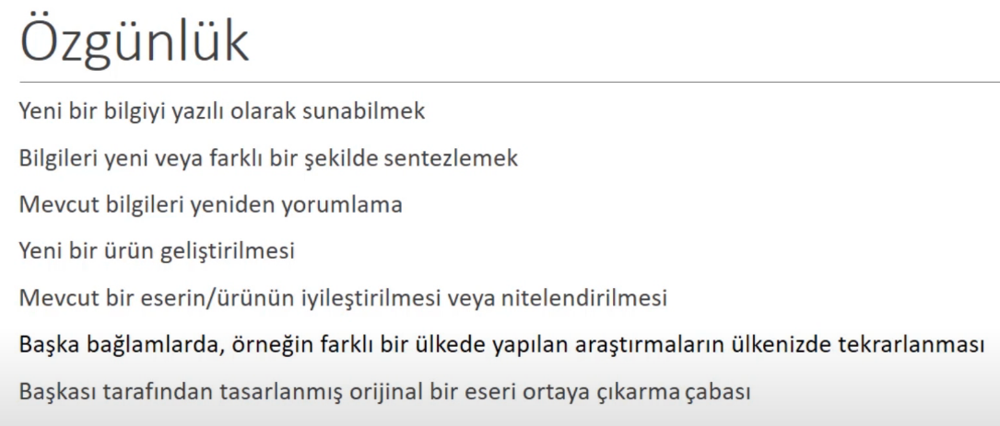 Özgünlük
Yeni bir bilgiyi yazılı olarak sunabilmek
Bilgileri yeni veya farklı bir şekilde sentezlemek
Mevcut bilgileri yeniden yorumlama
Yeni bir ürün geliştirilmesi
Mevcut bir eserin/ürünün iyileştirilmesi veya nitelendirilmesi
Başka bağlamlarda, örneğin farklı bir ülkede yapılan araştırmaların ülkenizde tekrarlanması
Başkası tarafından tasarlanmış orijinal bir eseri ortaya çıkarma çabası